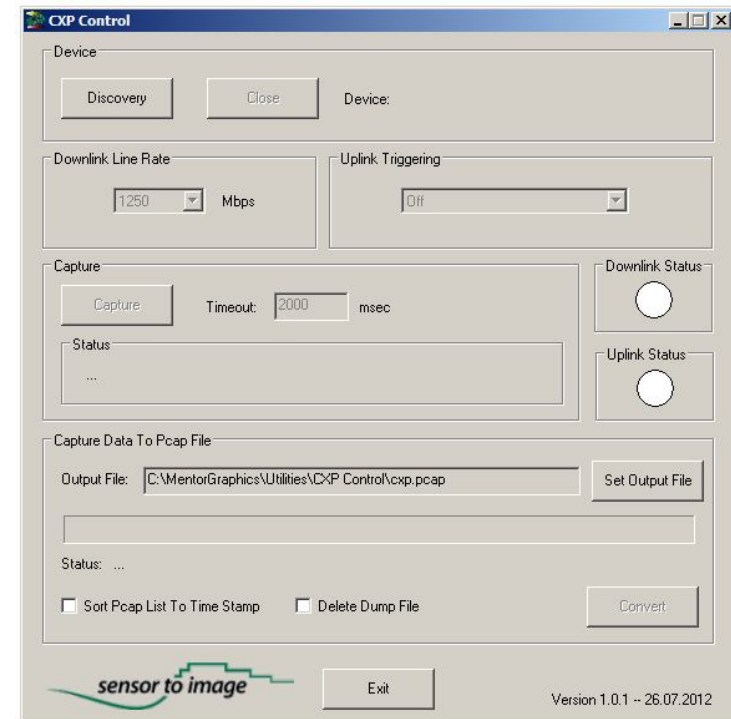 CXP Control
Device
Discovery
Close
Device:
Downlink Line Rate
1250
Mbps
Uplink Triggering
Off
Capture
Capture
Timeout:
2000
msec
Status
...
Downlink Status
Uplink Status
Capture Data To Pcap File
Output File:
C:\MentorGraphics\Utilities\CXP Control\cxp.pcap
Set Output File
Status: ...
Sort Pcap List To Time Stamp
Delete Dump File
Convert
sensor to image
Exit
Version 1.0.1 -- 26.07.2012